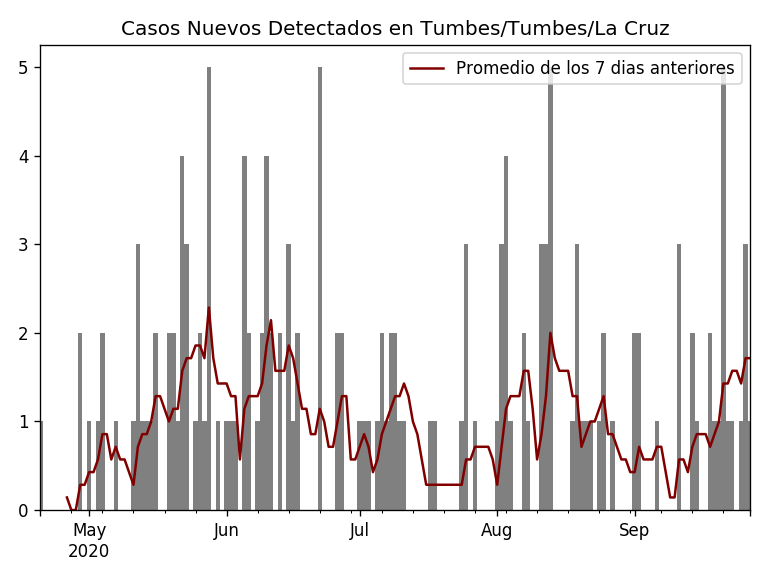 Casos Nuevos Detectados en Tumbes/Tumbes/La Cruz
Promedio de los 7 dias anteriores
5
4
3
2
1
0
May Jun Jul Aug Sep
2020